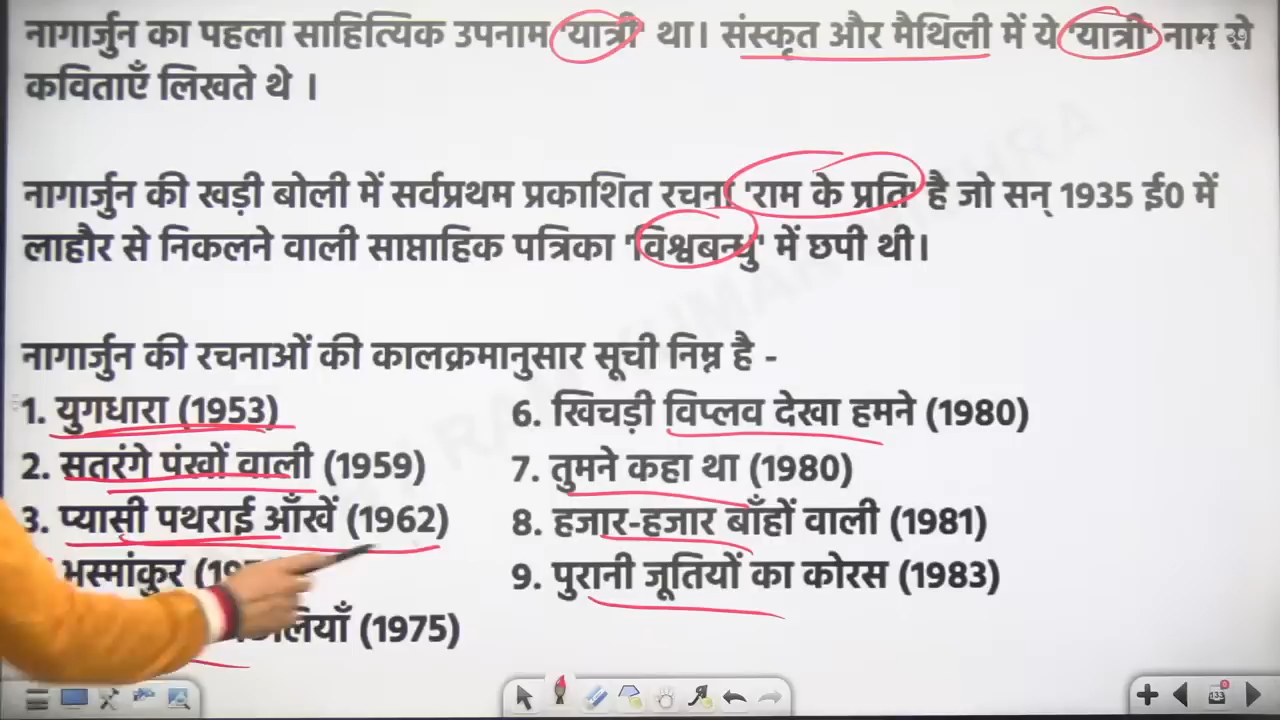 नागार्जुन का पहला साहित्यिक उपनाम 'यात्री' था। संस्कृत और मैथिली में ये 'यात्री' नाम से
कविताएँ लिखते थे ।
नागार्जुन की खड़ी बोली में सर्वप्रथम प्रकाशित रचना 'राम के प्रति' है जो सन् 1935 ई0 में
लाहौर से निकलने वाली साप्ताहिक पत्रिका 'विश्वबन्धु' में छपी थी।
नागार्जुन की रचनाओं की कालक्रमानुसार सूची निम्न है -
1. युगधारा (1953)
2. सतरंगे पंखों वाली (1959)
3. प्यासी पथराई आँखें (1962)
भस्मांकुर
(1975)
6. खिचड़ी विप्लव देखा हमने (1980)
7. तुमने कहा था (1980)
8. हजार-हजार बाँहों वाली (1981)
9. पुरानी जूतियों का कोरस (1983)
133